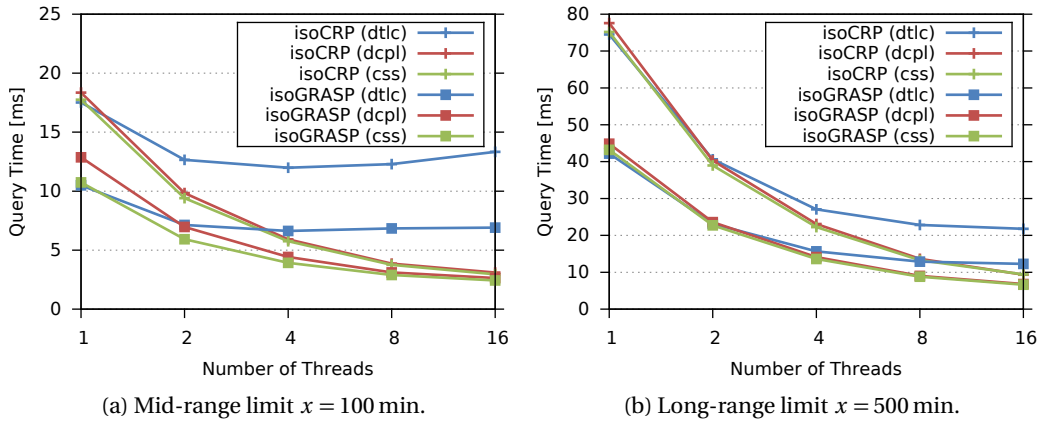 25
20
15
10
5
0
Query Time [ms]
isoCRP (dtlc)
isoCRP (dcpl)
isoCRP (css)
isoGRASP (dtlc)
isoGRASP (dcpl)
isoGRASP (css)
1 2 4 8 16
Number of Threads
(a) Mid-range limit x = 100 min.
80
70
60
50
40
30
20
10
0
Query Time [ms]
isoCRP (dtlc)
isoCRP (dcpl)
isoCRP (css)
isoGRASP (dtlc)
isoGRASP (dcpl)
isoGRASP (css)
1 2 4 8 16
Number of Threads
(b) Long-range limit x = 500 min.